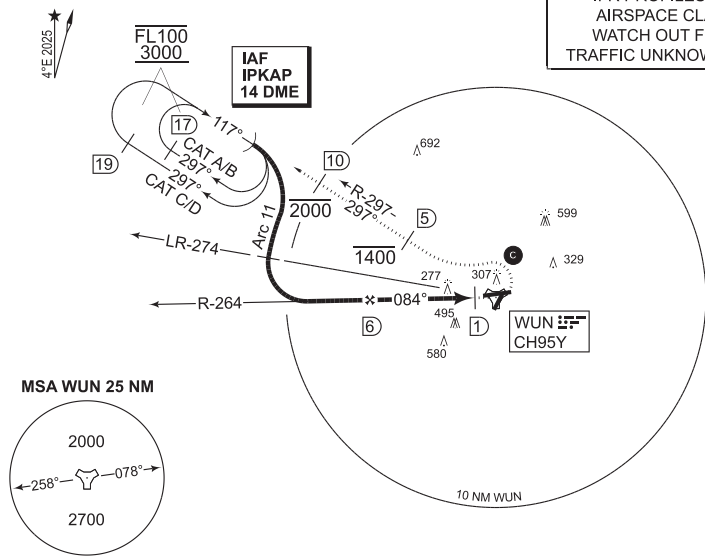 AIRSPACE CLA
WATCH OUT F
TRAFFIC UNKNOW
4°E 2025
FL100
3000
IAF
IPKAP
14 DME
117°
17
CAT A/B
297°
19
297°
CAT C/D
10
R-297-
297°
2000
5
1400
692
599
329
C
Arc 11
LR-274
277
307
R-264
084°
6
495
1
580
WUN
CH95Y
MSA WUN 25 NM
2000
258°
078°
2700
10 NM WUN